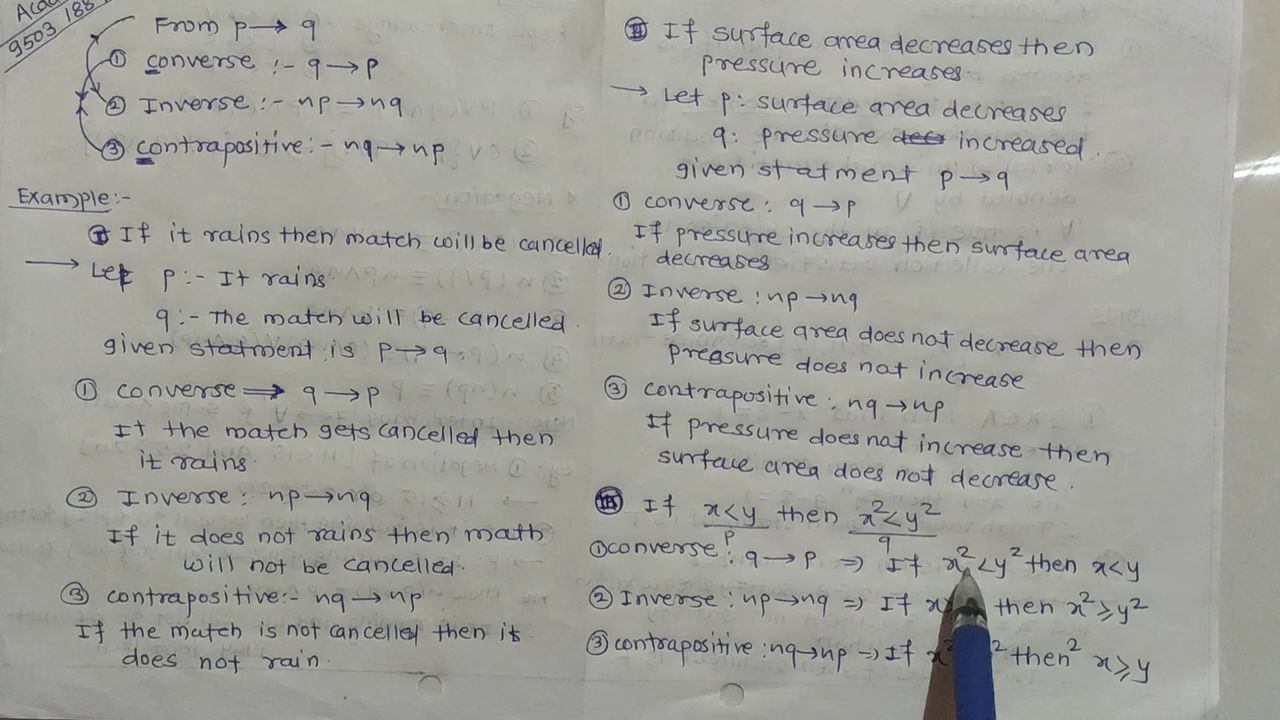 Acad
9503 188
From p → q
① converse :- q → p
② Inverse :- ~p → ~q
③ contrapositive :- ~q → ~p
Example:-
I If it rains then match will be cancelled.
→ Let p :- It rains
q :- the match will be cancelled.
given statment is p → q.
① converse ⇒ q → p
If the match gets cancelled then
it rains.
② Inverse : ~p → ~q
If it does not rains then math
will not be cancelled.
③ contrapositive:- ~q → ~p
If the match is not cancelled then it
does not rain.
II If surface area decreases then
pressure increases.
→ Let p: surface area decreases
q: pressure increased.
given statment p → q
① converse: q → p
If pressure increases then surface area
decreases
② Inverse : ~p → ~q
If surface area does not decrease then
pressure does not increase
③ contrapositive: ~q → ~p
If pressure does not increase then
surface area does not decrease.
III If x<y then x²<y²
p q
① converse: q → p ⇒ If x²<y² then x<y
② Inverse: ~p → ~q ⇒ If x then x²≥y²
③ contrapositive: ~q → ~p ⇒ If x² ² then² x≥y